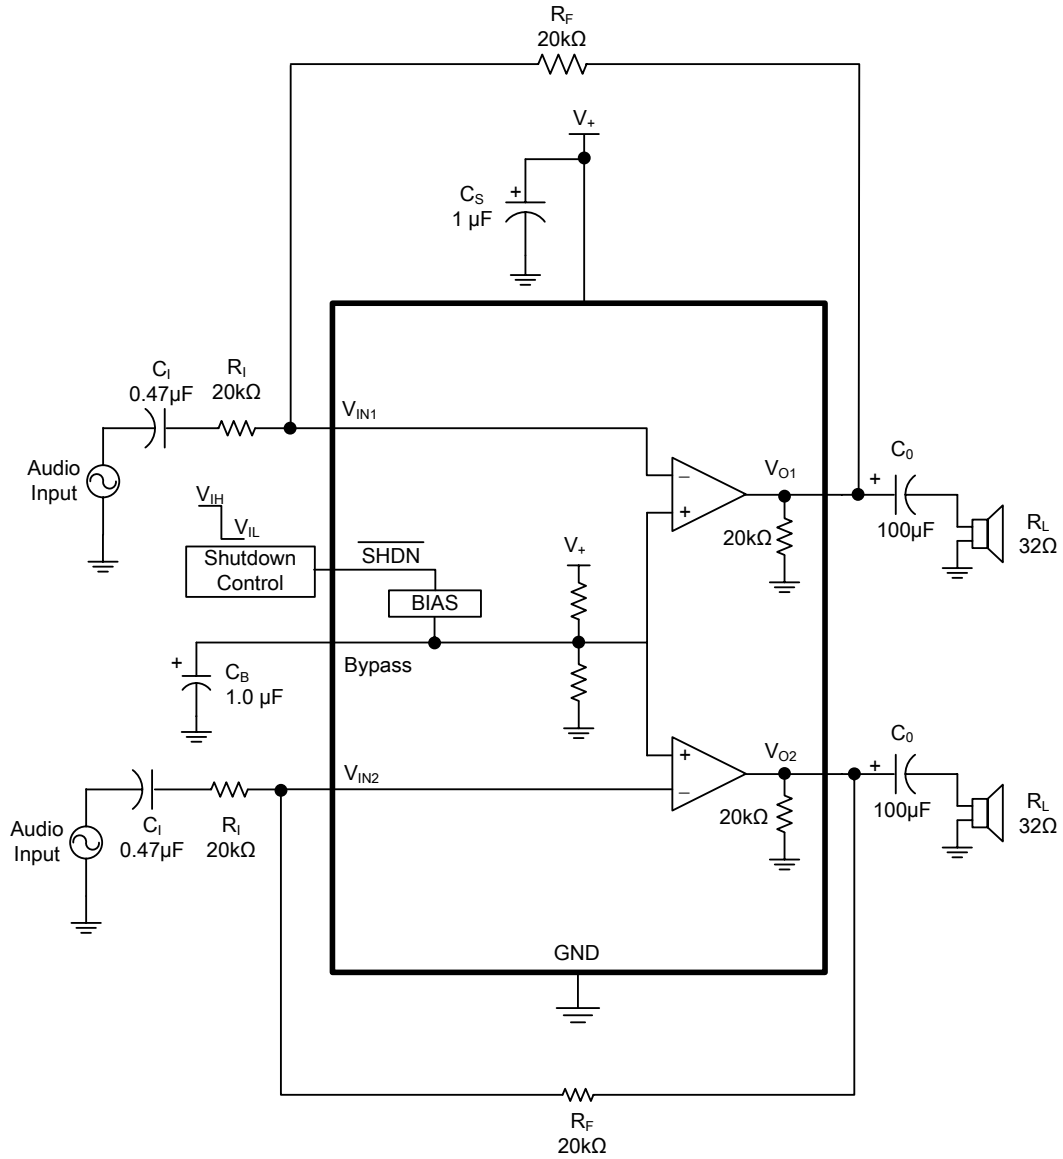 R_F
20kΩ
V_+
C_S
1 µF
+
C_I
0.47µF
R_I
20kΩ
V_IN1
Audio
Input
V_IH
V_IL
Shutdown
Control
SHDN
BIAS
V_+
−
+
V_O1
20kΩ
+
C_0
100µF
R_L
32Ω
Bypass
+
C_B
1.0 µF
V_IN2
C_I
0.47µF
R_I
20kΩ
Audio
Input
+
−
V_O2
20kΩ
+
C_0
100µF
R_L
32Ω
GND
R_F
20kΩ